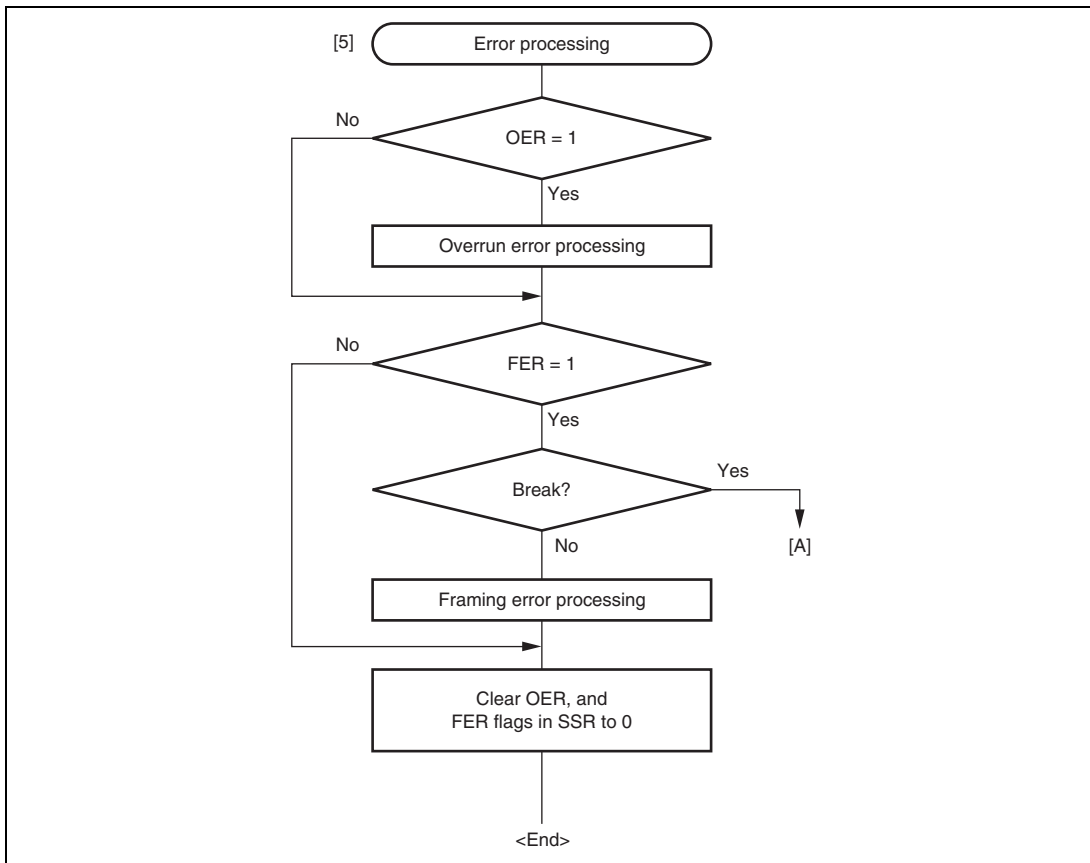 [5]
Error processing
No
OER = 1
Yes
Overrun error processing
No
FER = 1
Yes
Break?
Yes
No
[A]
Framing error processing
Clear OER, and
FER flags in SSR to 0
<End>